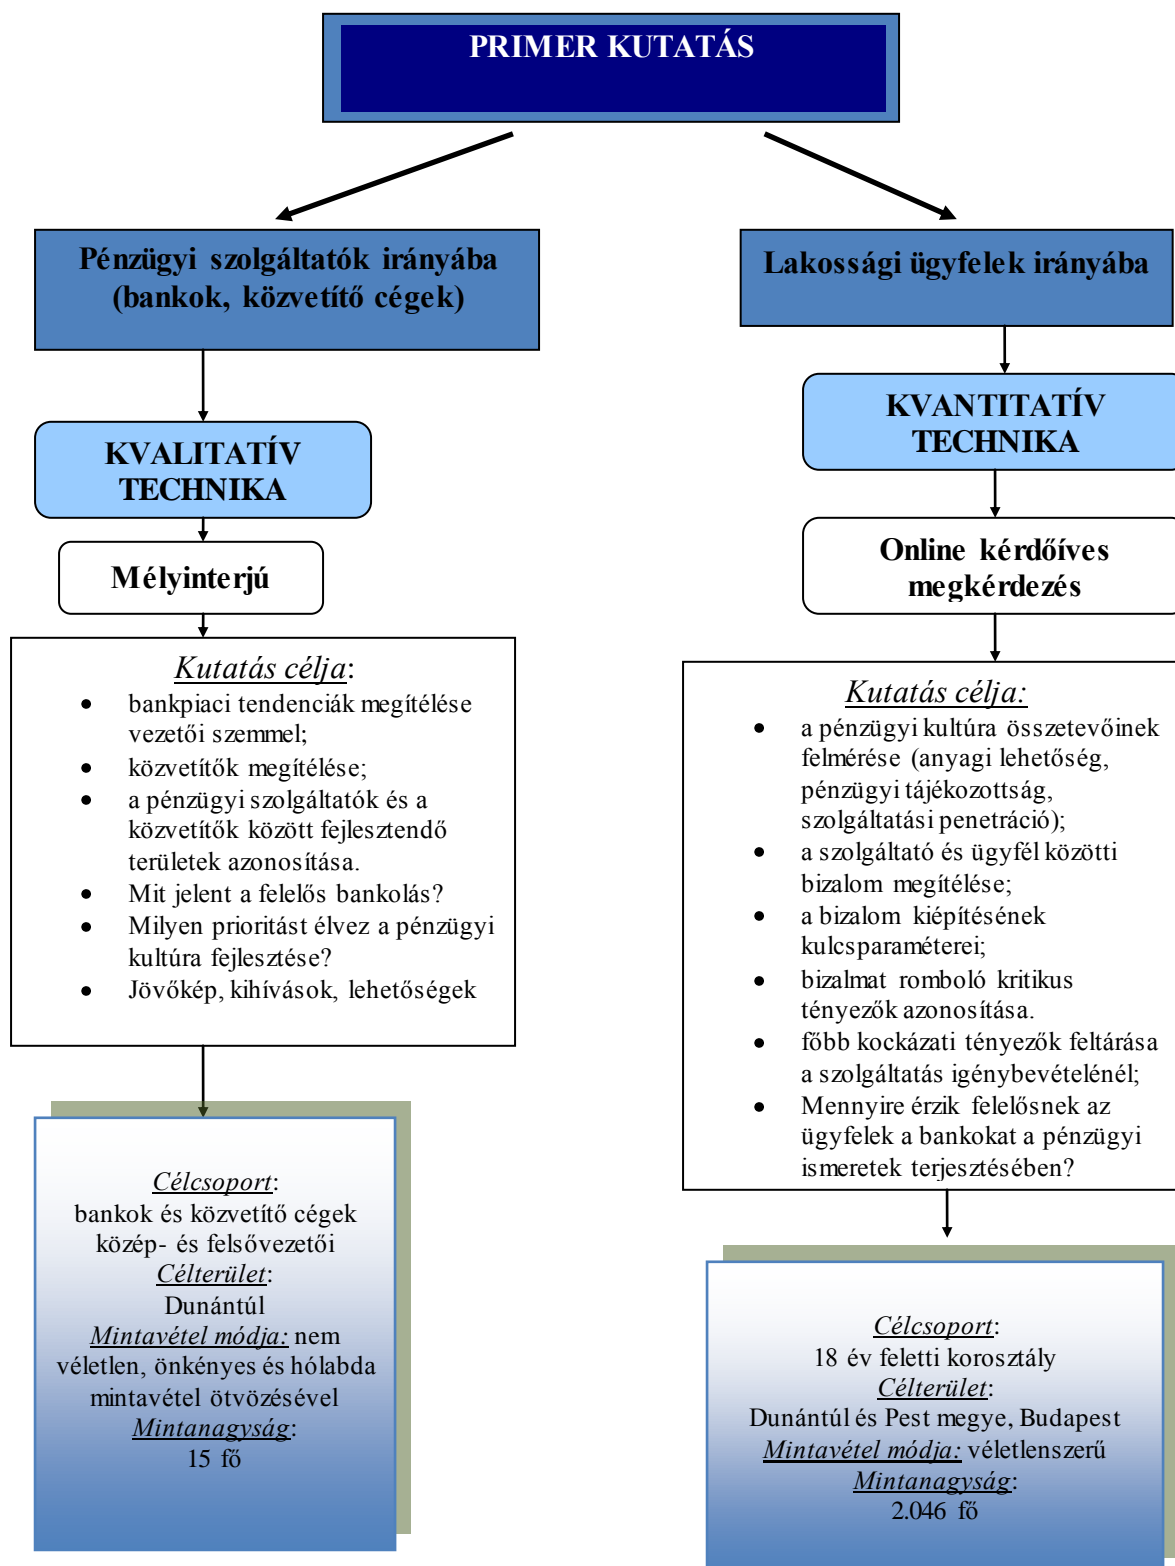 PRIMER KUTATÁS
Pénzügyi szolgáltatók irányába
(bankok, közvetítő cégek)
KVALITATÍV
TECHNIKA
Mélyinterjú
Kutatás célja:
• bankpiaci tendenciák megítélése
vezetői szemmel;
• közvetítők megítélése;
• a pénzügyi szolgáltatók és a
közvetítők között fejlesztendő
területek azonosítása.
• Mit jelent a felelős bankolás?
• Milyen prioritást élvez a pénzügyi
kultúra fejlesztése?
• Jövőkép, kihívások, lehetőségek
Célcsoport:
bankok és közvetítő cégek
közép- és felsővezetői
Célterület:
Dunántúl
Mintavétel módja: nem
véletlen, önkényes és hólabda
mintavétel ötvözésével
Mintanagyság:
15 fő
Lakossági ügyfelek irányába
KVANTITATÍV
TECHNIKA
Online kérdőíves
megkérdezés
Kutatás célja:
• a pénzügyi kultúra összetevőinek
felmérése (anyagi lehetőség,
pénzügyi tájékozottság,
szolgáltatási penetráció);
• a szolgáltató és ügyfél közötti
bizalom megítélése;
• a bizalom kiépítésének
kulcsparaméterei;
• bizalmat romboló kritikus
tényezők azonosítása.
• főbb kockázati tényezők feltárása
a szolgáltatás igénybevételénél;
• Mennyire érzik felelősnek az
ügyfelek a bankokat a pénzügyi
ismeretek terjesztésében?
Célcsoport:
18 év feletti korosztály
Célterület:
Dunántúl és Pest megye, Budapest
Mintavétel módja: véletlenszerű
Mintanagyság:
2.046 fő